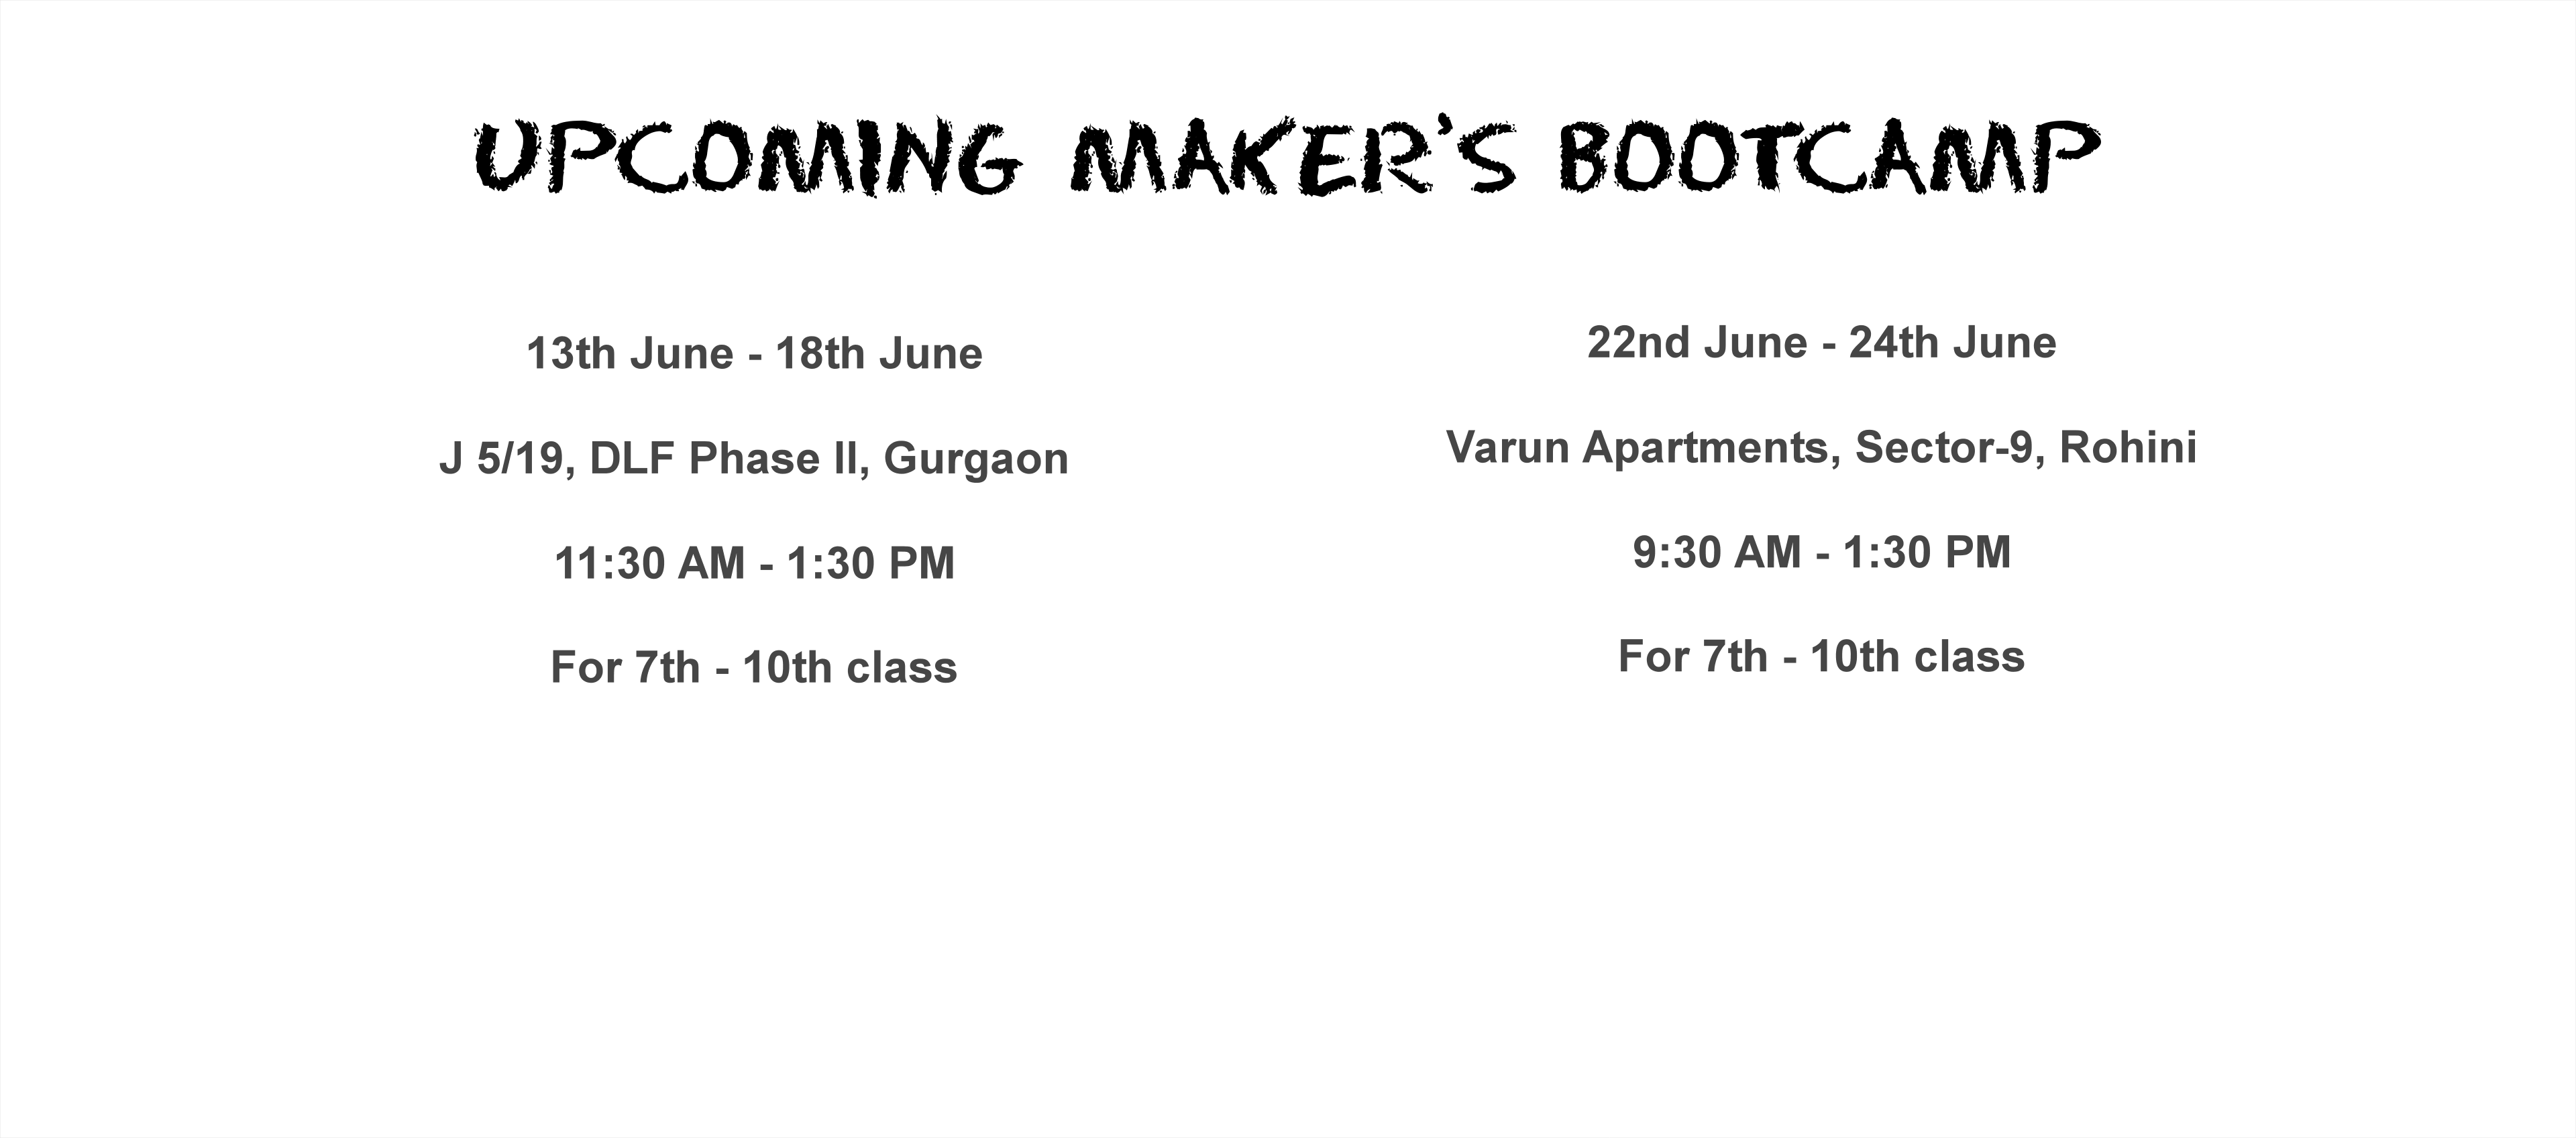 UPCOMING MAKER'S BOOTCAMP
13th June - 18th June
J 5/19, DLF Phase II, Gurgaon
11:30 AM - 1:30 PM
For 7th - 10th class
22nd June - 24th June
Varun Apartments, Sector-9, Rohini
9:30 AM - 1:30 PM
For 7th - 10th class